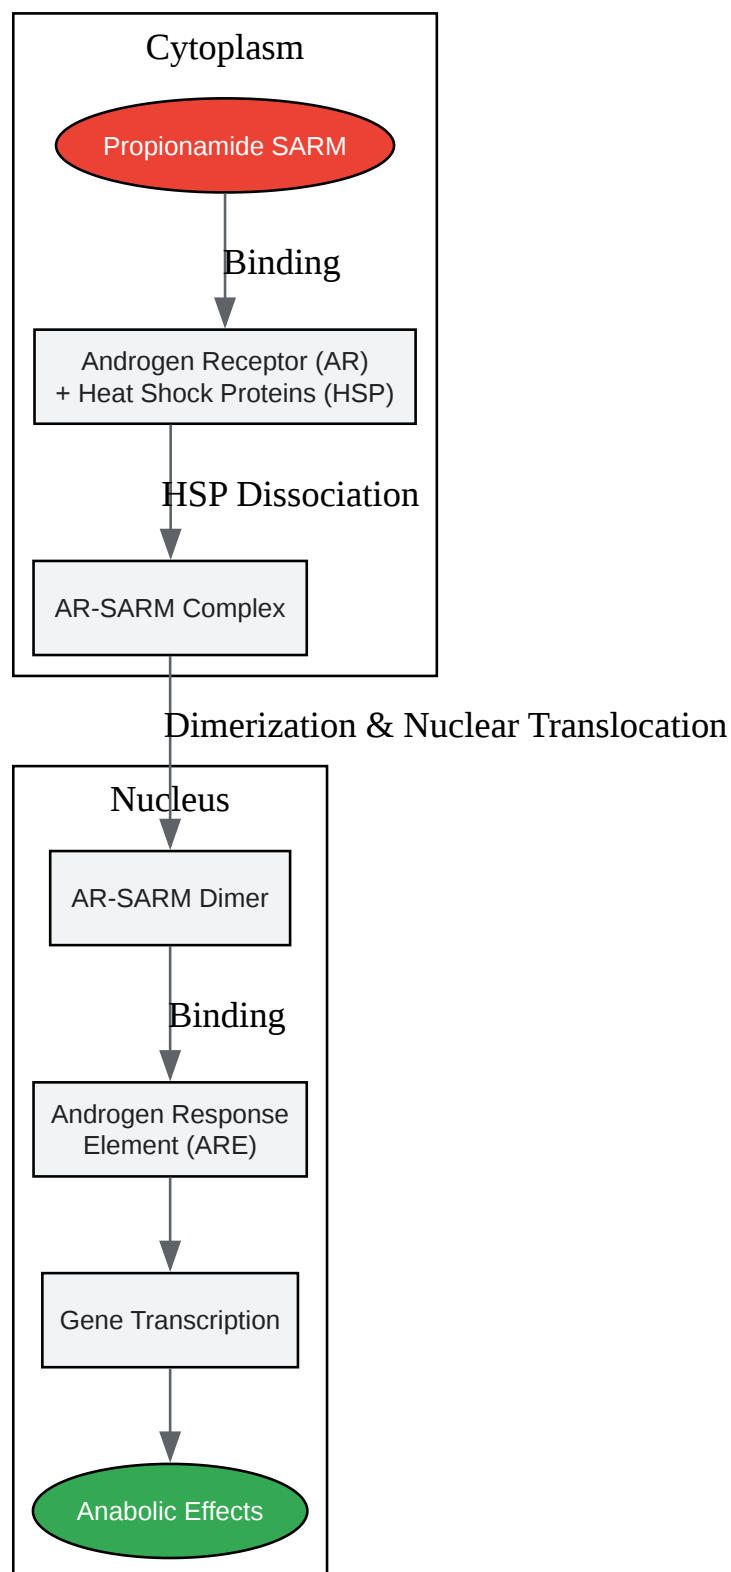 Cytoplasm
Propionamide SARM
Binding
Androgen Receptor (AR)
+ Heat Shock Proteins (HSP)
HSP Dissociation
AR-SARM Complex
Dimerization & Nuclear Translocation
Nucleus
AR-SARM Dimer
Binding
Androgen Response
Element (ARE)
Gene Transcription
Anabolic Effects